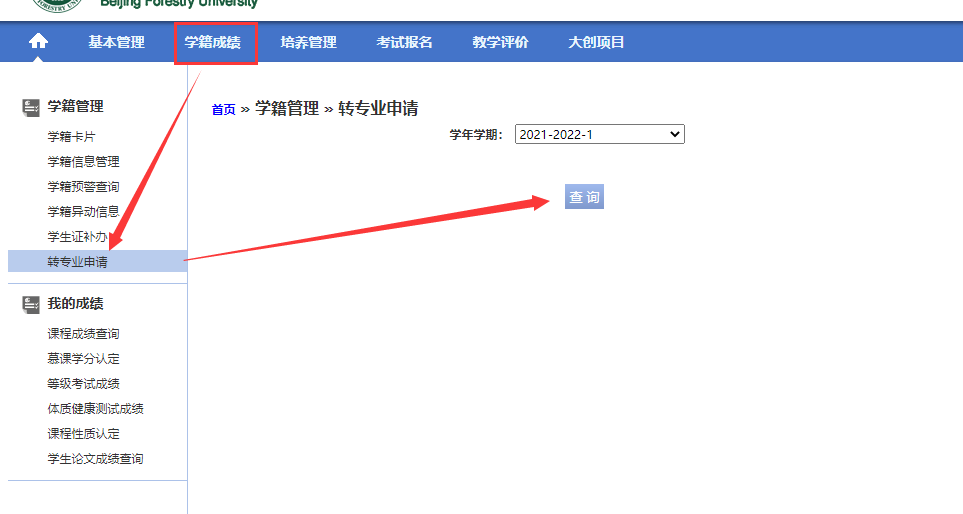 Beijing Forestry University
基本管理 学籍成绩 培养管理 考试报名 教学评价 大创项目
学籍管理
学籍卡片
学籍信息管理
学籍预警查询
学籍异动信息
学生证补办
转专业申请
我的成绩
课程成绩查询
慕课学分认定
等级考试成绩
体质健康测试成绩
课程性质认定
学生论文成绩查询
首页 » 学籍管理 » 转专业申请
学年学期： 2021-2022-1
查询